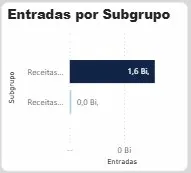 Entradas por Subgrupo
Subgrupo
Receitas...
1,6 Bi,
Receitas...
0,0 Bi,
...
0 Bi
Entradas